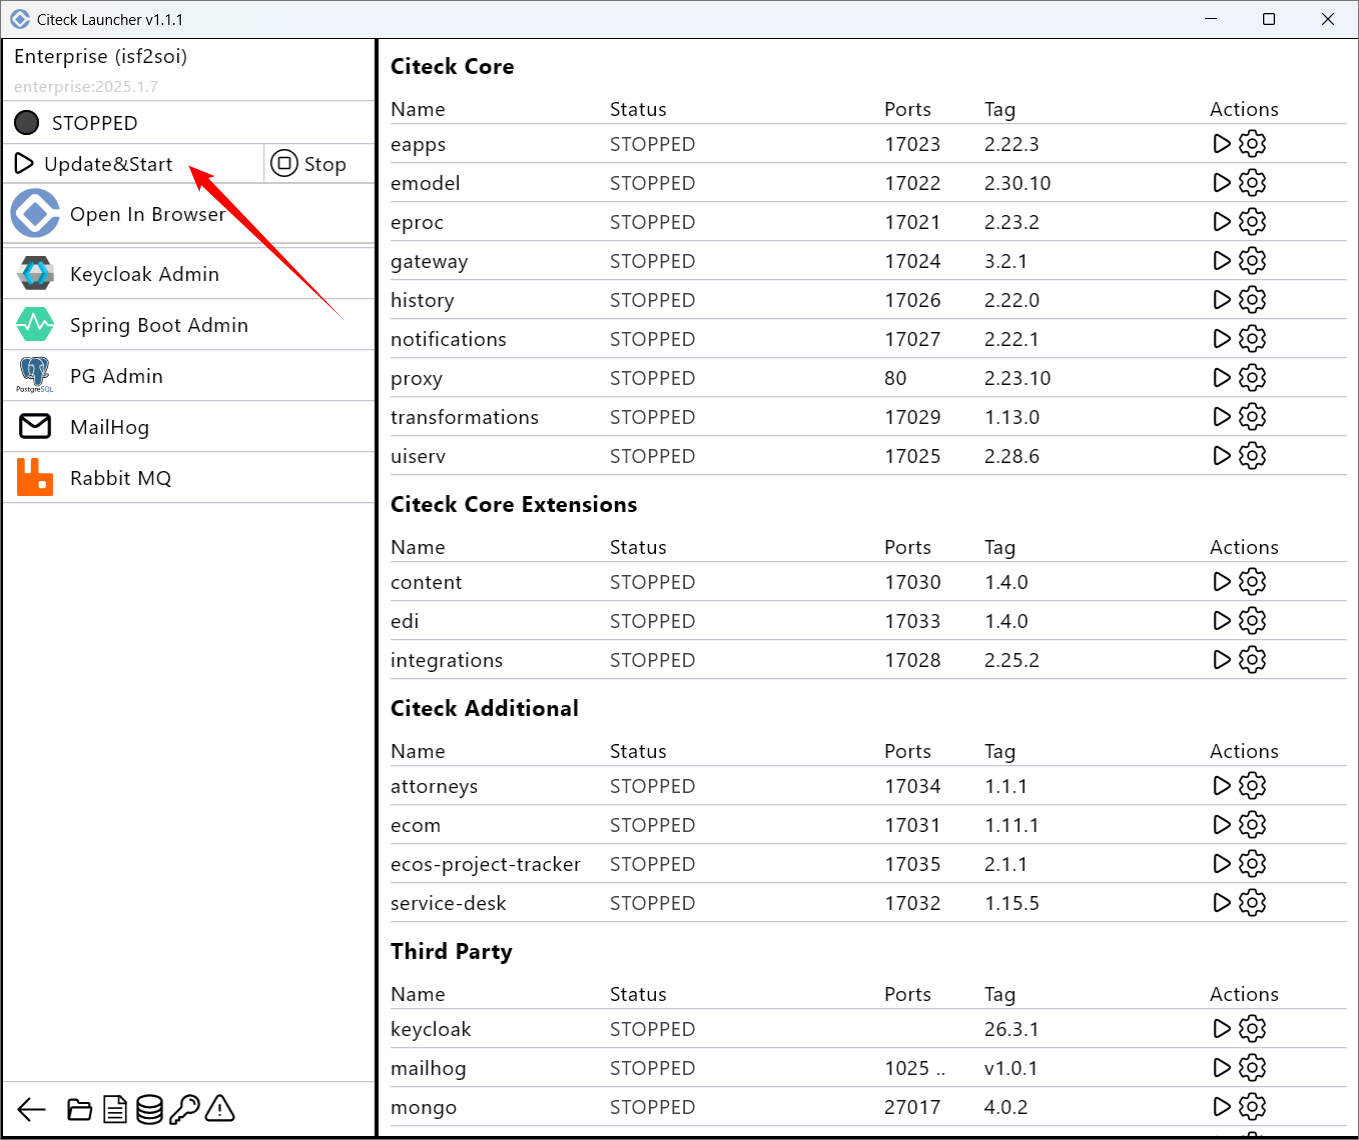 Citeck Launcher v1.1.1
Enterprise (isf2soi)
enterprise:2025.1.7
STOPPED
Update&Start
Stop
Open In Browser
Keycloak Admin
Spring Boot Admin
PostgreSQL
PG Admin
MailHog
Rabbit MQ
Citeck Core
Name Status Ports Tag Actions
eapps STOPPED 17023 2.22.3
emodel STOPPED 17022 2.30.10
eproc STOPPED 17021 2.23.2
gateway STOPPED 17024 3.2.1
history STOPPED 17026 2.22.0
notifications STOPPED 17027 2.22.1
proxy STOPPED 80 2.23.10
transformations STOPPED 17029 1.13.0
uiserv STOPPED 17025 2.28.6
Citeck Core Extensions
Name Status Ports Tag Actions
content STOPPED 17030 1.4.0
edi STOPPED 17033 1.4.0
integrations STOPPED 17028 2.25.2
Citeck Additional
Name Status Ports Tag Actions
attorneys STOPPED 17034 1.1.1
ecom STOPPED 17031 1.11.1
ecos-project-tracker STOPPED 17035 2.1.1
service-desk STOPPED 17032 1.15.5
Third Party
Name Status Ports Tag Actions
keycloak STOPPED 26.3.1
mailhog STOPPED 1025 .. v1.0.1
mongo STOPPED 27017 4.0.2